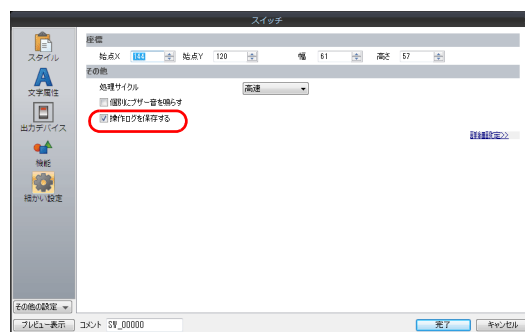 スイッチ
スタイル
文字属性
出力デバイス
機能
細かい設定
座標
始点X 144 始点Y 120 幅 61 高さ 57
その他
処理サイクル 高速
個別にブザー音を鳴らす
操作ログを保存する
詳細設定>>
その他の設定
プレビュー表示 コメント SW_00000 完了 キャンセル